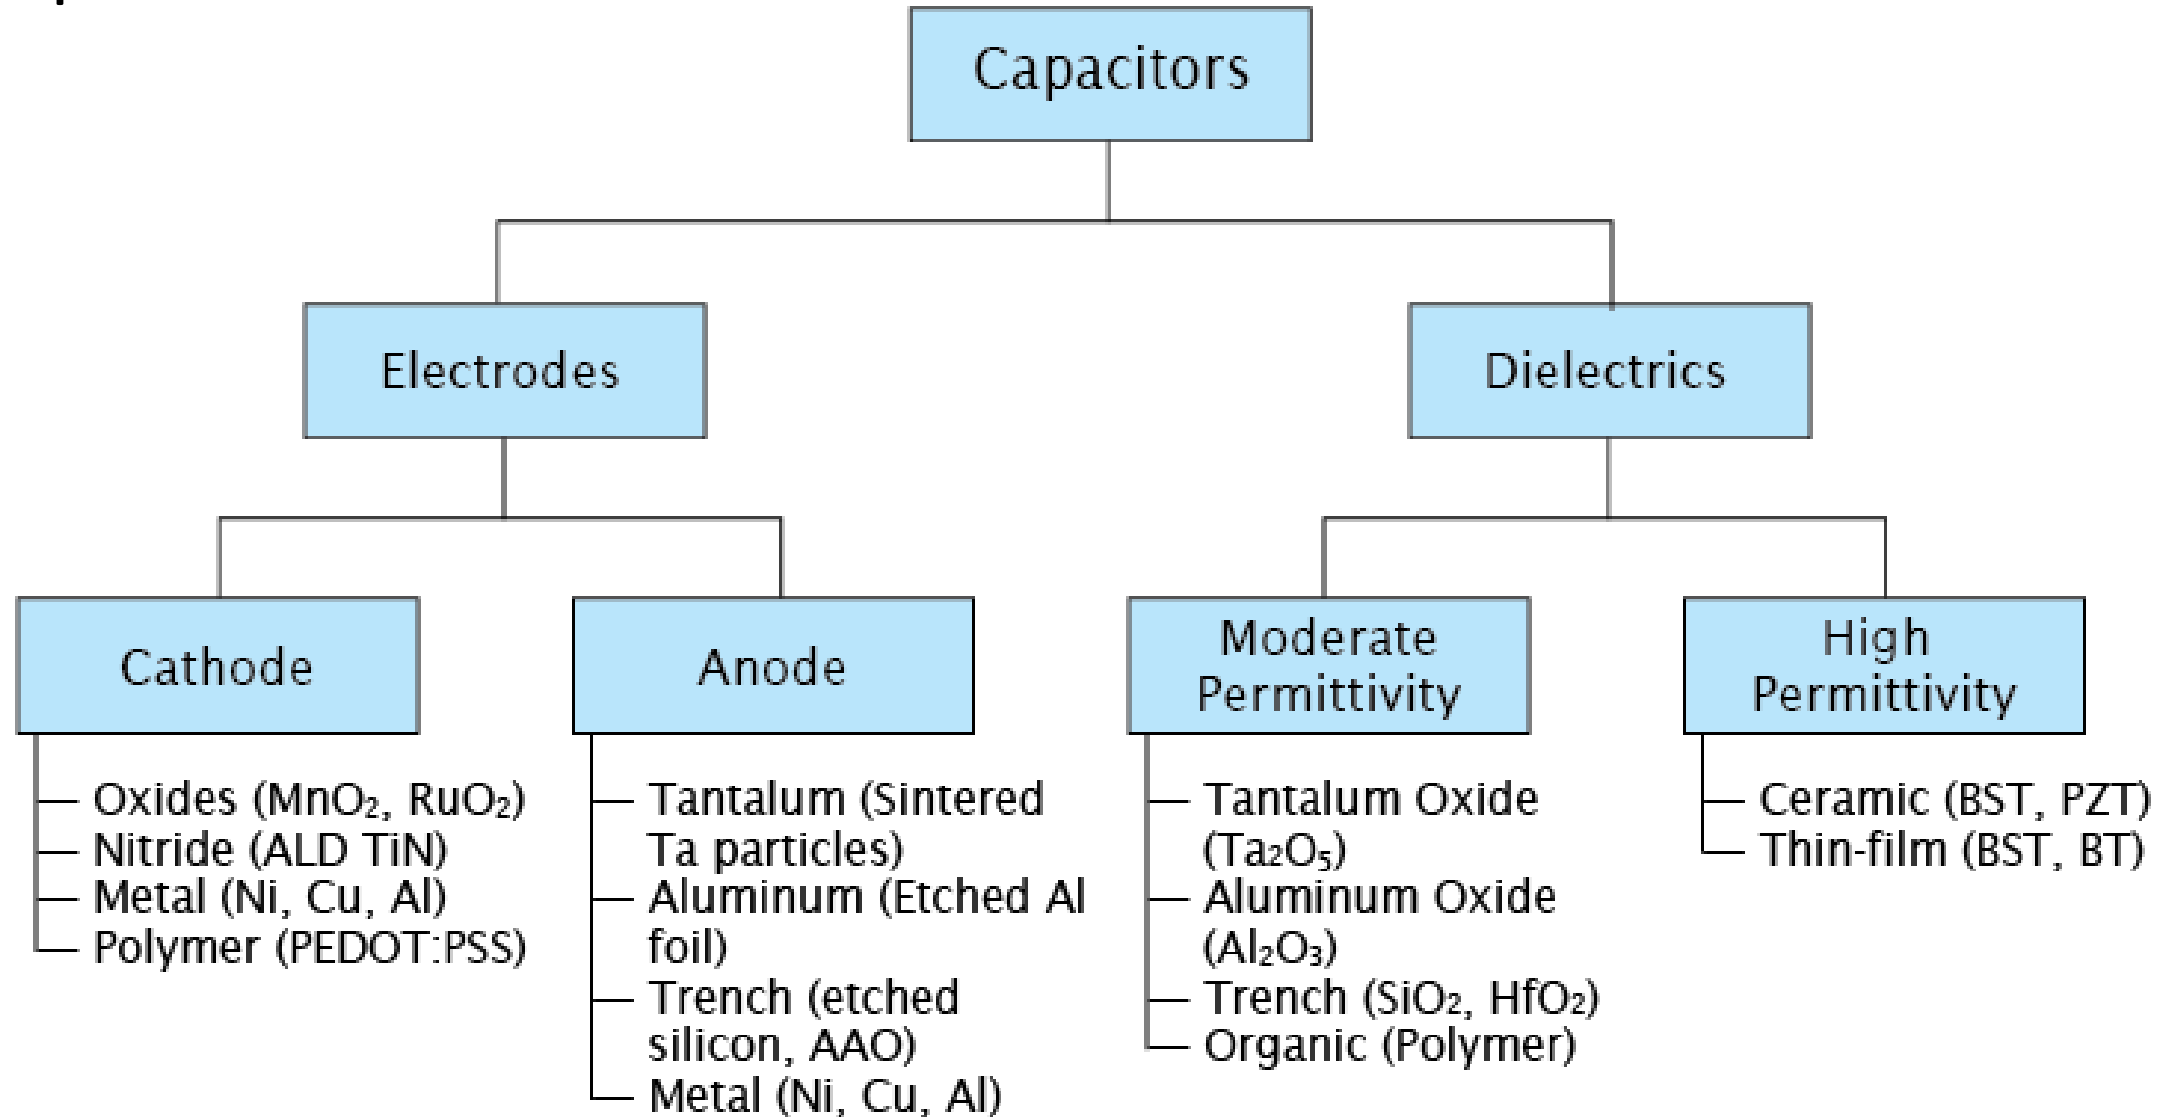 Capacitors
Electrodes
Dielectrics
Cathode
Anode
Moderate
Permittivity
High
Permittivity
Oxides (MnO₂, RuO₂)
Nitride (ALD TiN)
Metal (Ni, Cu, Al)
Polymer (PEDOT:PSS)
Tantalum (Sintered
Ta particles)
Aluminum (Etched Al
foil)
Trench (etched
silicon, AAO)
Metal (Ni, Cu, Al)
Tantalum Oxide
(Ta₂O₅)
Aluminum Oxide
(Al₂O₃)
Trench (SiO₂, HfO₂)
Organic (Polymer)
Ceramic (BST, PZT)
Thin-film (BST, BT)